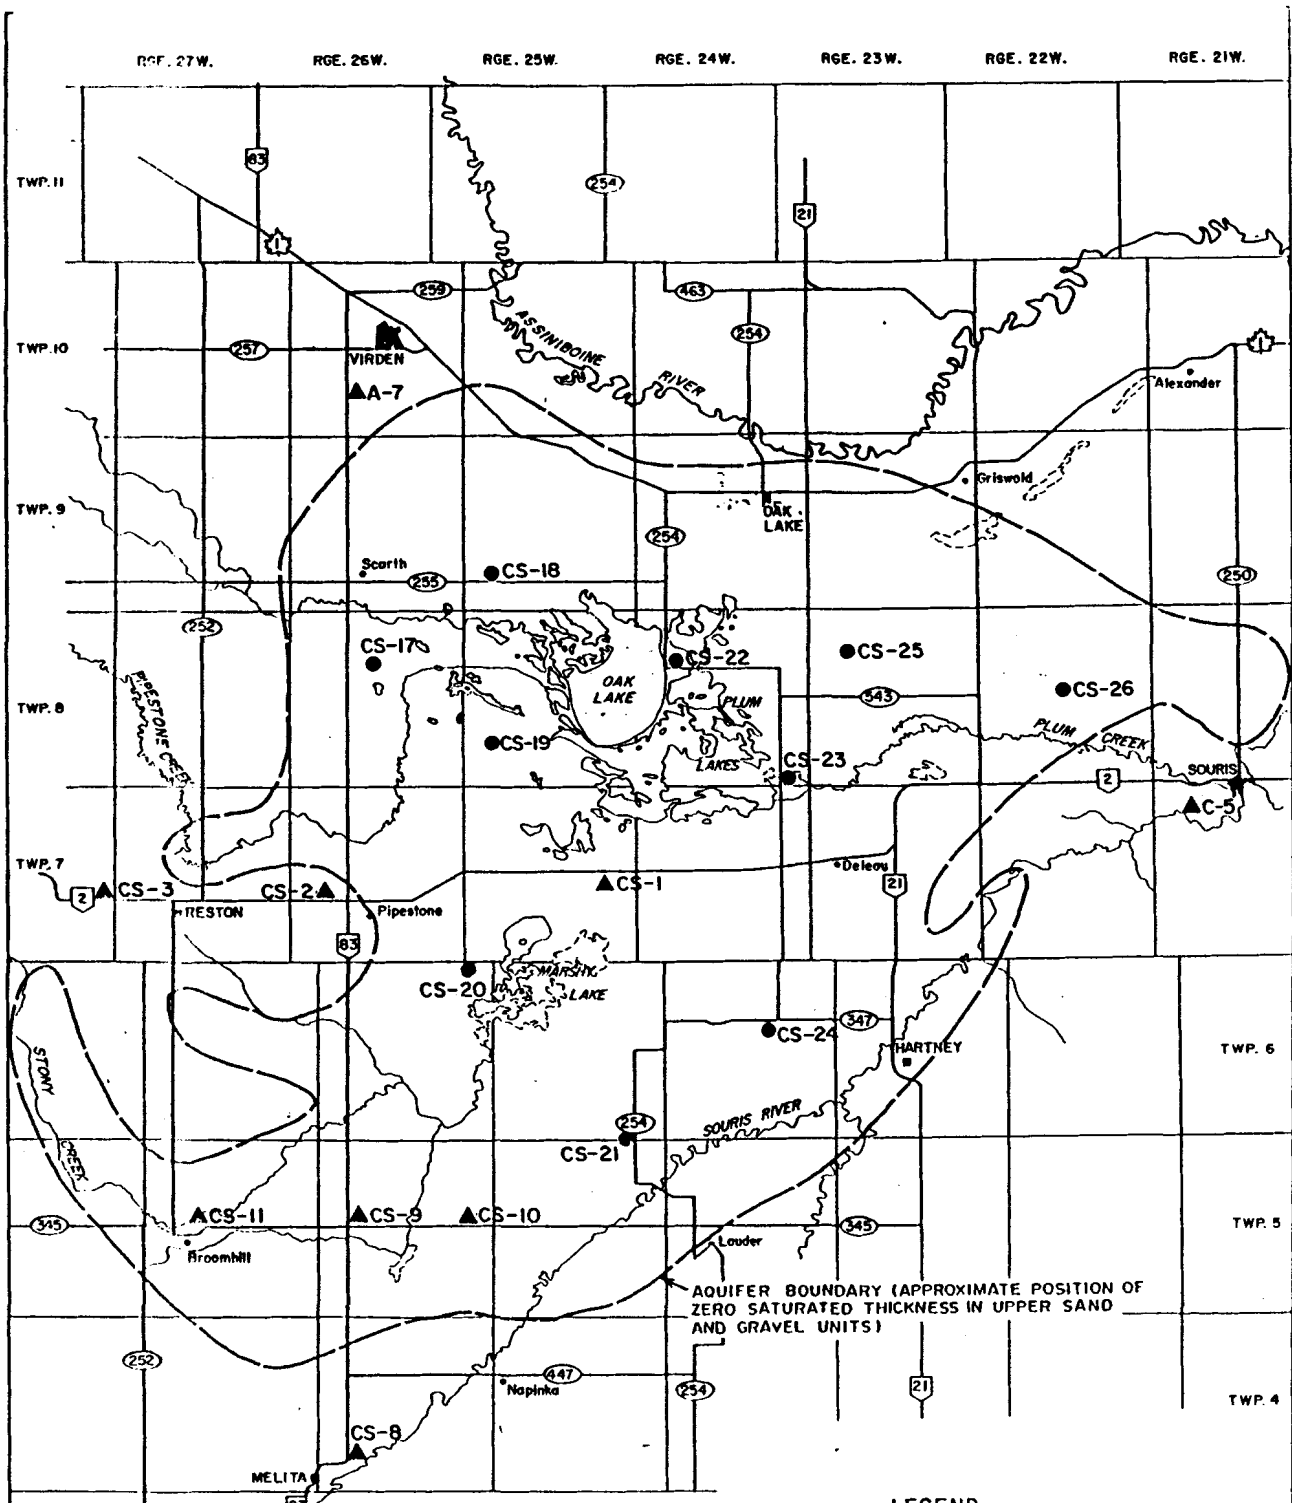 RGE. 27W.
RGE. 26W.
RGE. 25W.
RGE. 24W.
RGE. 23W.
RGE. 22W.
RGE. 21W.
83
TWP. 11
254
21
1
259
463
ASSINIBOINE
RIVER
254
TWP. 10
257
VIRDEN
1
Alexander
A-7
Griswold
TWP. 9
OAK
LAKE
254
Scarth
255
CS-18
250
252
CS-17
CS-22
CS-25
OAK
LAKE
CS-26
543
PIPESTONE CREEK
TWP. 8
PLUM
LAKES
PLUM
CREEK
CS-19
CS-23
2
SOURIS
C-5
TWP. 7
Deleau
2
CS-3
CS-2
CS-1
21
RESTON
Pipestone
83
MARSHY
LAKE
CS-20
CS-24
347
HARTNEY
TWP. 6
STONY
CREEK
254
SOURIS RIVER
CS-21
345
CS-11
CS-9
CS-10
345
TWP. 5
Broomhill
Lauder
AQUIFER BOUNDARY (APPROXIMATE POSITION OF
ZERO SATURATED THICKNESS IN UPPER SAND
AND GRAVEL UNITS)
252
447
Napinka
254
21
TWP. 4
CS-8
MELITA
83
LEGEND